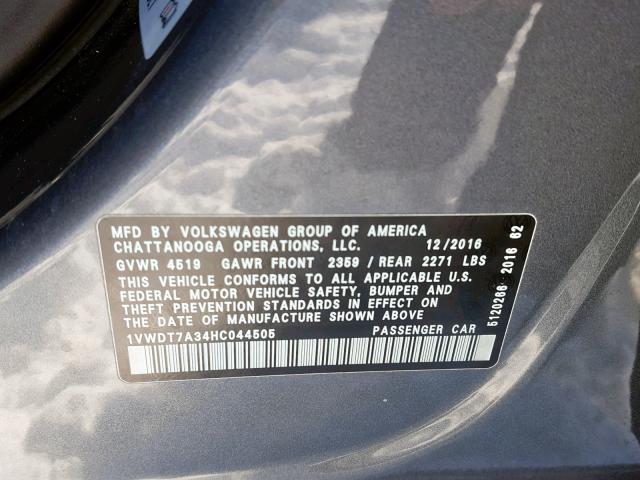 MFD BY VOLKSWAGEN GROUP OF AMERICA
CHATTANOOGA OPERATIONS, LLC. 12/2016
GVWR 4519 GAWR FRONT 2359 / REAR 2271 LBS
THIS VEHICLE CONFORMS TO ALL APPLICABLE U.S.
FEDERAL MOTOR VEHICLE SAFETY, BUMPER AND
THEFT PREVENTION STANDARDS IN EFFECT ON
THE DATE OF MANUFACTURE SHOWN ABOVE
1VWDT7A34HC044505 PASSENGER CAR
5120266 2016 62